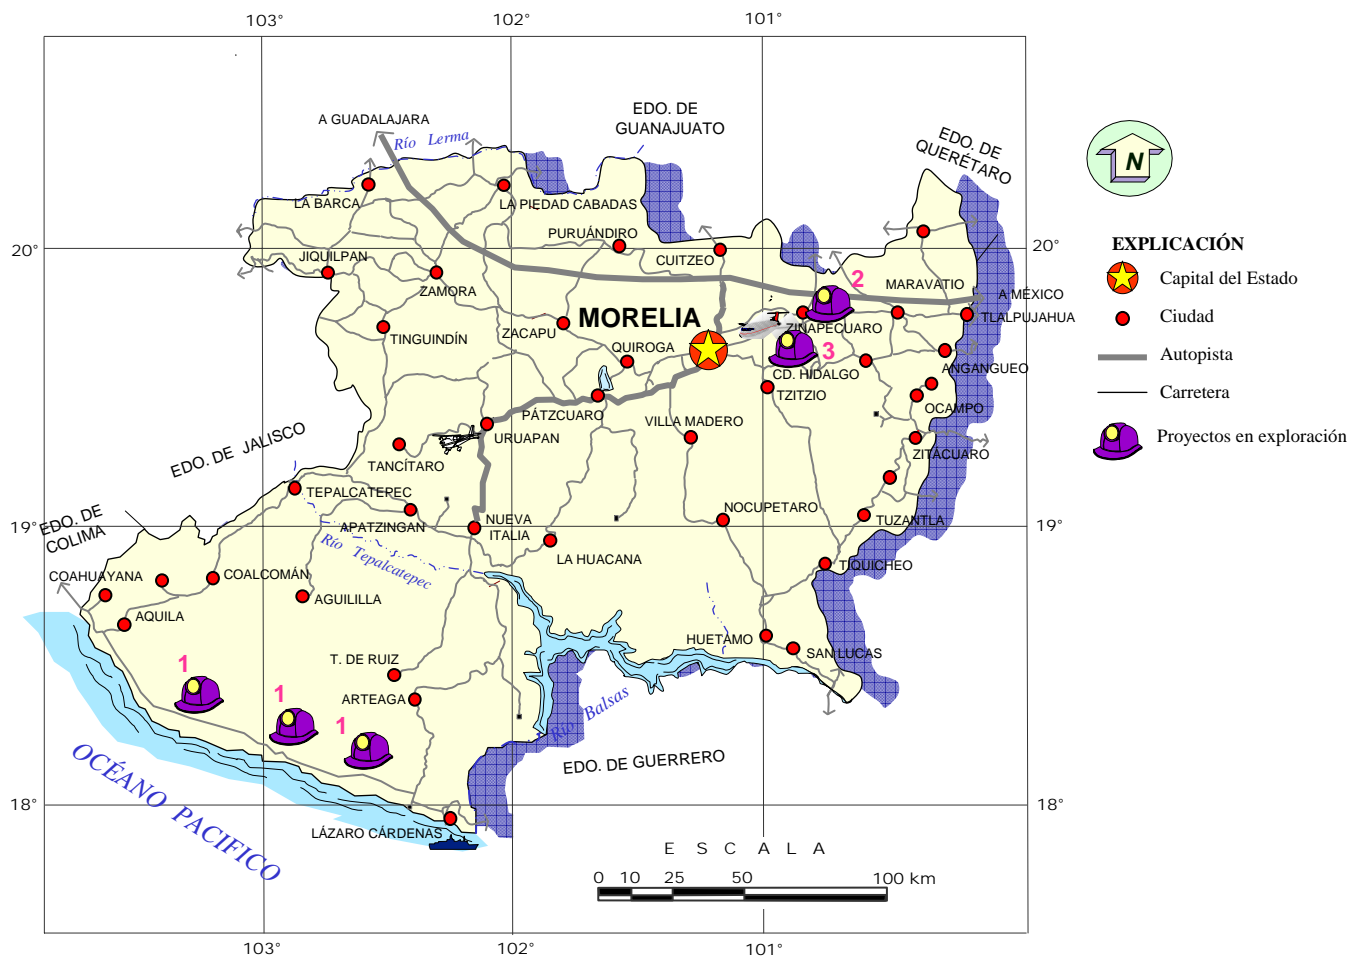 103°
102°
101°
A GUADALAJARA
Río Lerma
EDO. DE
GUANAJUATO
EDO. DE
QUERÉTARO
N
LA BARCA
LA PIEDAD CABADAS
PURUÁNDIRO
20°
20°
JIQUILPAN
CUITZEO
EXPLICACIÓN
ZAMORA
2
MARAVATIO
A MÉXICO
Capital del Estado
MORELIA
TLALPUJAHUA
Ciudad
TINGUINDÍN
ZACAPU
ZINAPECUARO
QUIROGA
3
Autopista
ANGANGUEO
CD. HIDALGO
TZITZIO
Carretera
PÁTZCUARO
VILLA MADERO
OCAMPO
EDO. DE JALISCO
URUAPAN
Proyectos en exploración
TANCÍTARO
ZITÁCUARO
TEPALCATEPEC
NOCUPETARO
EDO. DE
COLIMA
APATZINGAN
NUEVA
ITALIA
TUZANTLA
19°
19°
Río Tepalcatepec
LA HUACANA
TIQUICHEO
COAHUAYANA
COALCOMÁN
AGUILILLA
AQUILA
HUETAMO
SAN LUCAS
T. DE RUIZ
1
1
1
ARTEAGA
Río Balsas
EDO. DE GUERRERO
OCÉANO PACIFICO
18°
18°
LÁZARO CÁRDENAS
ESCALA
0 10 25 50 100 km
103°
102°
101°